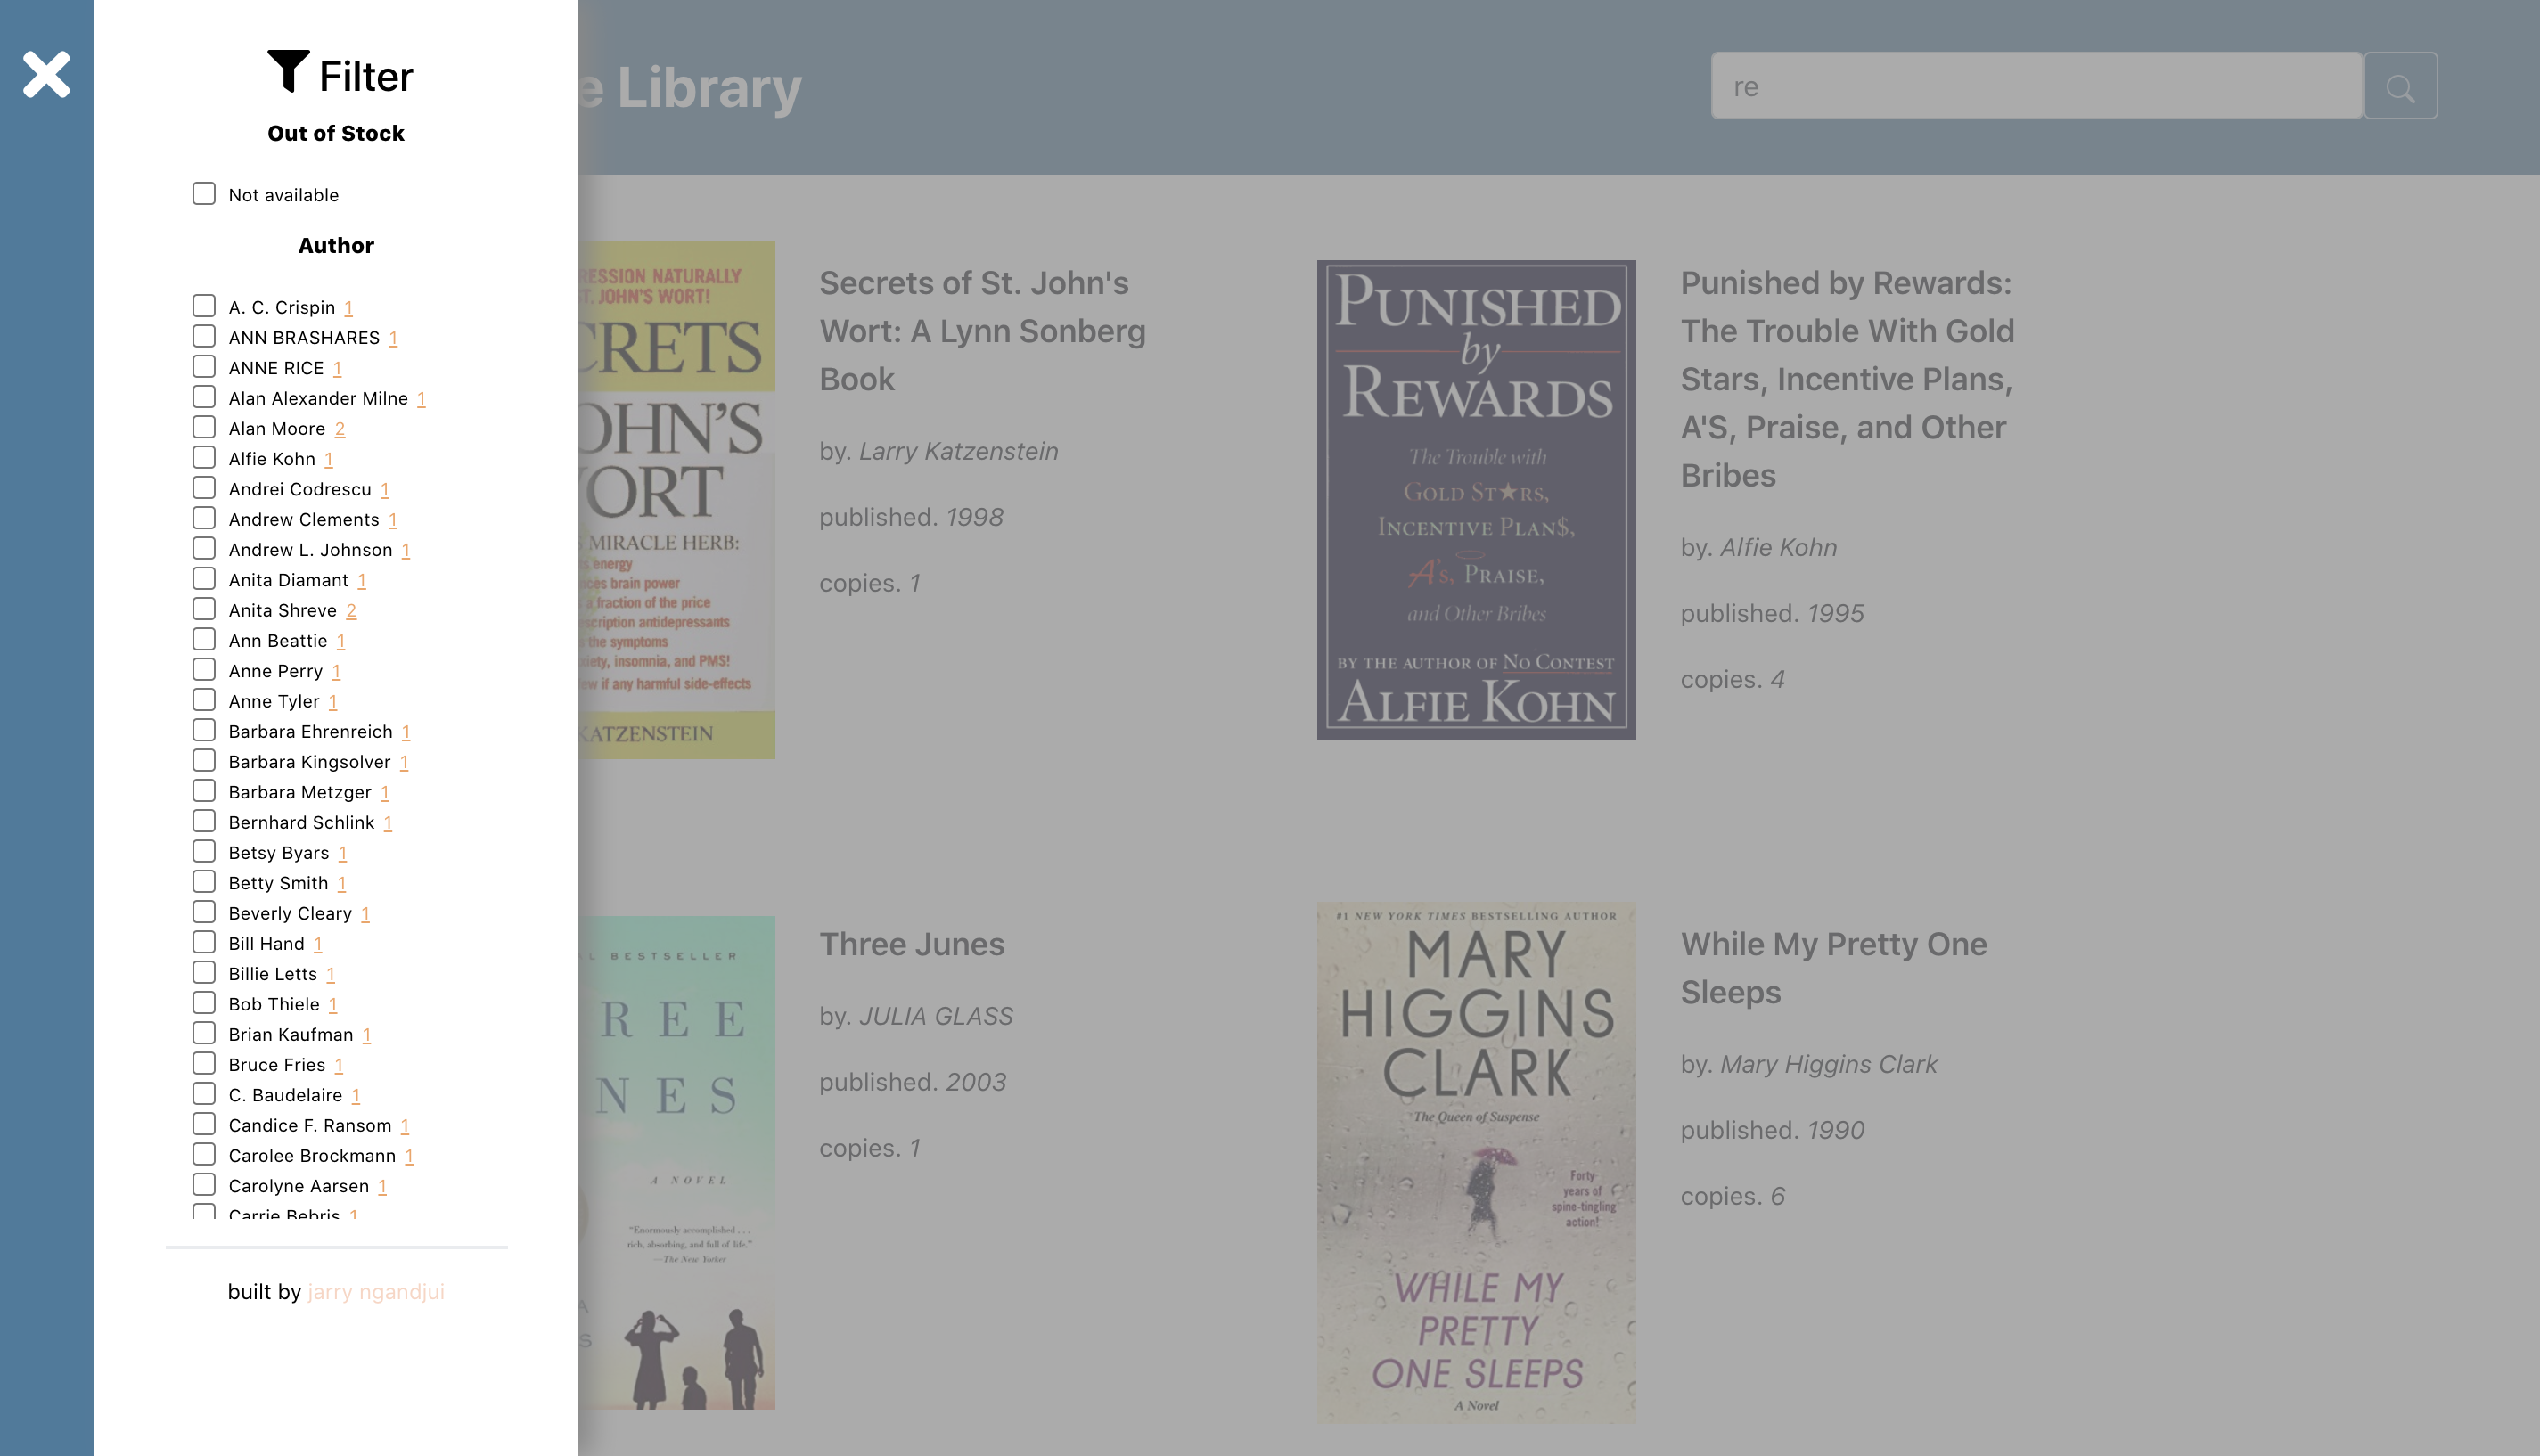 Filter
Out of Stock
Not available
Author
A. C. Crispin 1
ANN BRASHARES 1
ANNE RICE 1
Alan Alexander Milne 1
Alan Moore 2
Alfie Kohn 1
Andrei Codrescu 1
Andrew Clements 1
Andrew L. Johnson 1
Anita Diamant 1
Anita Shreve 2
Ann Beattie 1
Anne Perry 1
Anne Tyler 1
Barbara Ehrenreich 1
Barbara Kingsolver 1
Barbara Metzger 1
Bernhard Schlink 1
Betsy Byars 1
Betty Smith 1
Beverly Cleary 1
Bill Hand 1
Billie Letts 1
Bob Thiele 1
Brian Kaufman 1
Bruce Fries 1
C. Baudelaire 1
Candice F. Ransom 1
Carolee Brockmann 1
Carolyne Aarsen 1
Carrie Bebris 1
built by jarry ngandjui
e Library
re
RESSION NATURALLY
T. JOHN'S WORT!
CRETS
OHN'S
WORT
MIRACLE HERB:
energy
ces brain power
a fraction of the price
scription antidepressants
the symptoms
xiety, insomnia, and PMS!
ew if any harmful side-effects
KATZENSTEIN
Secrets of St. John's
Wort: A Lynn Sonberg
Book
by. Larry Katzenstein
published. 1998
copies. 1
PUNISHED
by
REWARDS
The Trouble with
GOLD ST★RS,
INCENTIVE PLAN$,
A's, PRAISE,
and Other Bribes
BY THE AUTHOR OF NO CONTEST
ALFIE KOHN
Punished by Rewards:
The Trouble With Gold
Stars, Incentive Plans,
A'S, Praise, and Other
Bribes
by. Alfie Kohn
published. 1995
copies. 4
AL BESTSELLER
REE
NES
A NOVEL
"Enormously accomplished . . .
rich, absorbing, and full of life."
—The New Yorker
A
S
Three Junes
by. JULIA GLASS
published. 2003
copies. 1
#1 NEW YORK TIMES BESTSELLING AUTHOR
MARY
HIGGINS
CLARK
The Queen of Suspense
Forty
years of
spine-tingling
action!
WHILE MY
PRETTY
ONE SLEEPS
A Novel
While My Pretty One
Sleeps
by. Mary Higgins Clark
published. 1990
copies. 6